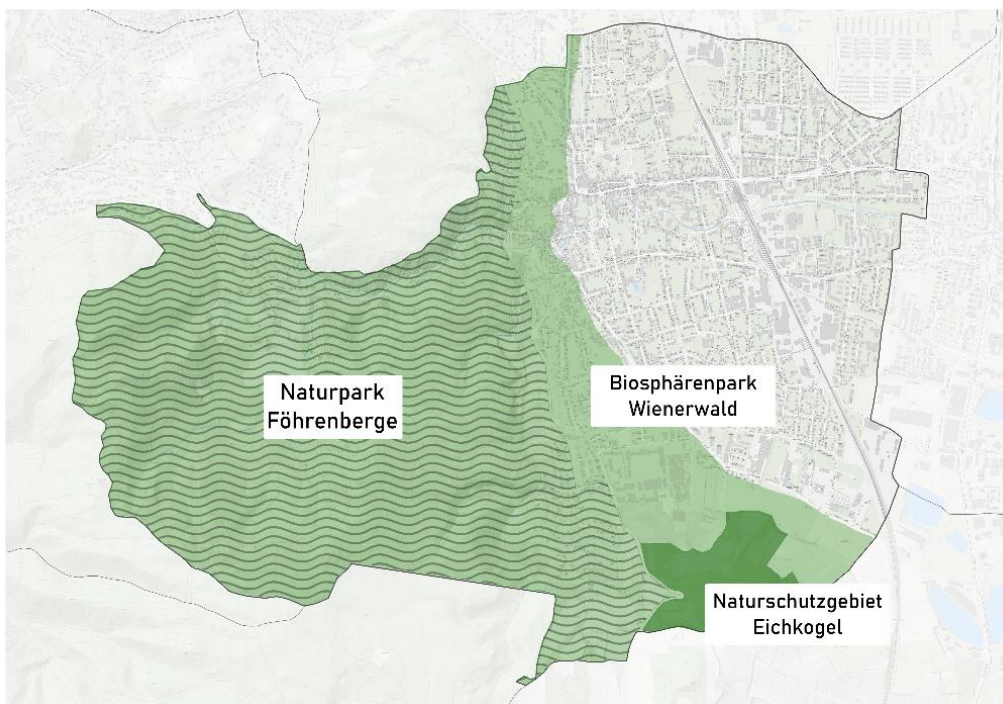 Naturpark
Föhrenberge
Biosphärenpark
Wienerwald
Naturschutzgebiet
Eichkogel